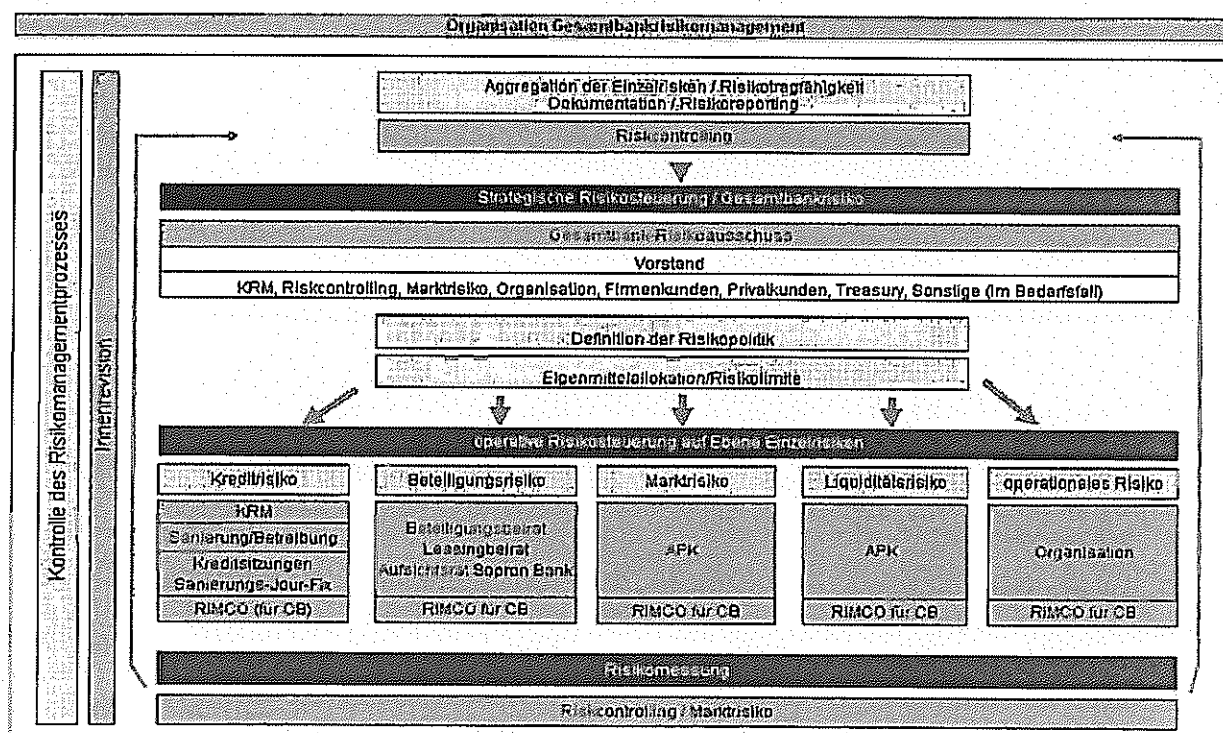 Organisation Gesamtbankrisikomanagement
Kontrolle des Risikomanagementprozesses
Innenrevision
Aggregation der Einzelrisken / Risikotragfähigkeit
Dokumentation / Risikoreporting
Riskcontrolling
Strategische Risikosteuerung / Gesamtbankrisiko
Gesamtbank-Risikoausschuss
Vorstand
KRM, Riskcontrolling, Marktrisiko, Organisation, Firmenkunden, Privatkunden, Treasury, Sonstige (im Bedarfsfall)
Definition der Risikopolitik
Eigenmittelallokation/Risikolimite
operative Risikosteuerung auf Ebene Einzelrisiken
Kreditrisiko
KRM
Sanierung/Betreibung
Kreditsitzungen
Sanierungs-Jour-Fix
RIMCO (für CB)
Beteiligungsrisiko
Beteiligungsbeirat
Leasingbeirat
Aufsichtsrat Sopron Bank
RIMCO für CB
Marktrisiko
APK
RIMCO für CB
Liquiditätsrisiko
APK
RIMCO für CB
operationelles Risiko
Organisation
RIMCO für CB
Risikomessung
Riskcontrolling / Marktrisiko